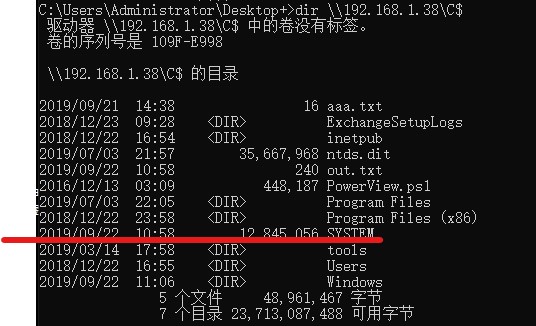 C:\Users\Administrator\Desktop+>dir \\192.168.1.38\C$
驱动器 \\192.168.1.38\C$ 中的卷没有标签。
卷的序列号是 109F-E998
\\192.168.1.38\C$ 的目录
2019/09/21 14:38 16 aaa.txt
2018/12/23 09:28 <DIR> ExchangeSetupLogs
2018/12/22 16:54 <DIR> inetpub
2019/07/03 21:57 35,667,968 ntds.dit
2019/09/22 10:58 240 out.txt
2016/12/13 03:09 448,187 PowerView.ps1
2019/07/03 22:05 <DIR> Program Files
2018/12/22 23:58 <DIR> Program Files (x86)
2019/09/22 10:58 12,845,056 SYSTEM
2019/03/14 17:58 <DIR> tools
2018/12/22 16:55 <DIR> Users
2019/09/22 11:06 <DIR> Windows
5 个文件 48,961,467 字节
7 个目录 23,713,087,488 可用字节